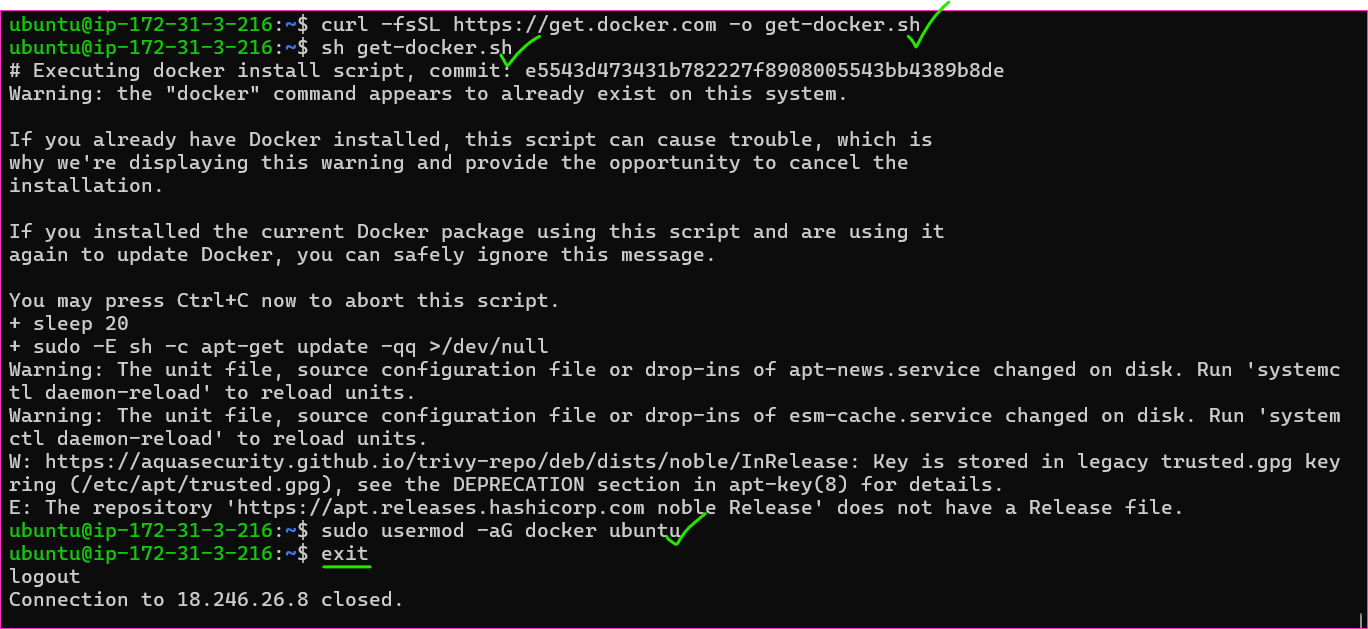 ubuntu@ip-172-31-3-216:~$ curl -fsSL https://get.docker.com -o get-docker.sh
ubuntu@ip-172-31-3-216:~$ sh get-docker.sh
# Executing docker install script, commit: e5543d473431b782227f8908005543bb4389b8de
Warning: the "docker" command appears to already exist on this system.

If you already have Docker installed, this script can cause trouble, which is
why we're displaying this warning and provide the opportunity to cancel the
installation.

If you installed the current Docker package using this script and are using it
again to update Docker, you can safely ignore this message.

You may press Ctrl+C now to abort this script.
+ sleep 20
+ sudo -E sh -c apt-get update -qq >/dev/null
Warning: The unit file, source configuration file or drop-ins of apt-news.service changed on disk. Run 'systemc
tl daemon-reload' to reload units.
Warning: The unit file, source configuration file or drop-ins of esm-cache.service changed on disk. Run 'system
ctl daemon-reload' to reload units.
W: https://aquasecurity.github.io/trivy-repo/deb/dists/noble/InRelease: Key is stored in legacy trusted.gpg key
ring (/etc/apt/trusted.gpg), see the DEPRECATION section in apt-key(8) for details.
E: The repository 'https://apt.releases.hashicorp.com noble Release' does not have a Release file.
ubuntu@ip-172-31-3-216:~$ sudo usermod -aG docker ubuntu
ubuntu@ip-172-31-3-216:~$ exit
logout
Connection to 18.246.26.8 closed.